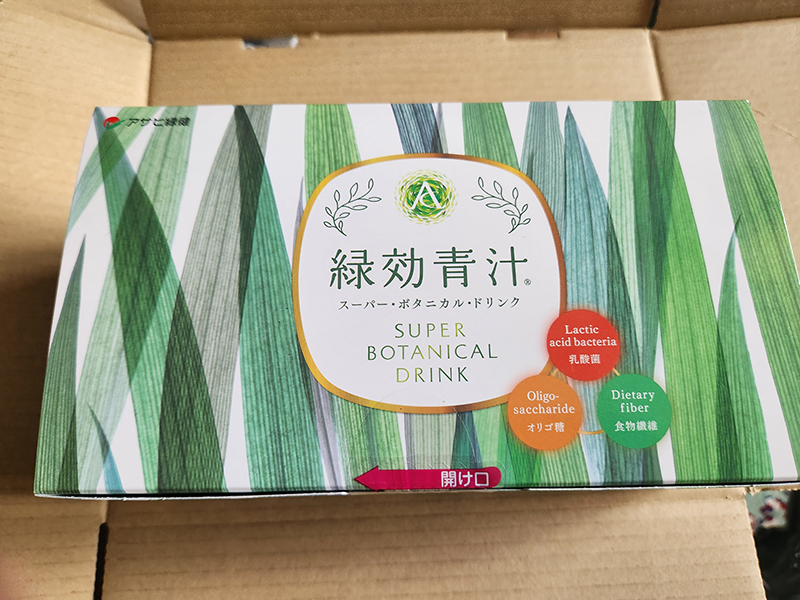 アサヒ緑健
A
緑効青汁®
スーパー・ボタニカル・ドリンク
SUPER
BOTANICAL
DRINK
Lactic
acid bacteria
乳酸菌
Oligo-
saccharide
オリゴ糖
Dietary
fiber
食物繊維
開け口